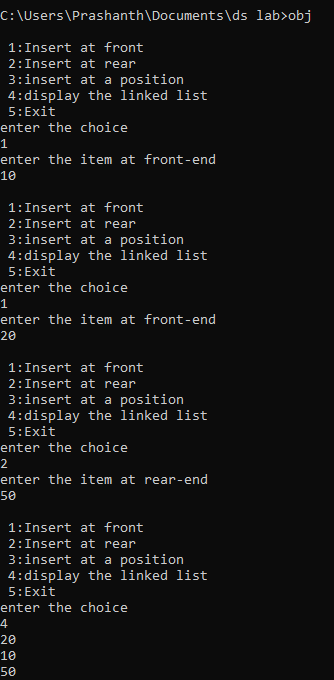 C:\Users\Prashanth\Documents\ds lab>obj
1:Insert at front
2:Insert at rear
3:insert at a position
4:display the linked list
5:Exit
enter the choice
1
enter the item at front-end
10
1:Insert at front
2:Insert at rear
3:insert at a position
4:display the linked list
5:Exit
enter the choice
1
enter the item at front-end
20
1:Insert at front
2:Insert at rear
3:insert at a position
4:display the linked list
5:Exit
enter the choice
2
enter the item at rear-end
50
1:Insert at front
2:Insert at rear
3:insert at a position
4:display the linked list
5:Exit
enter the choice
4
20
10
50